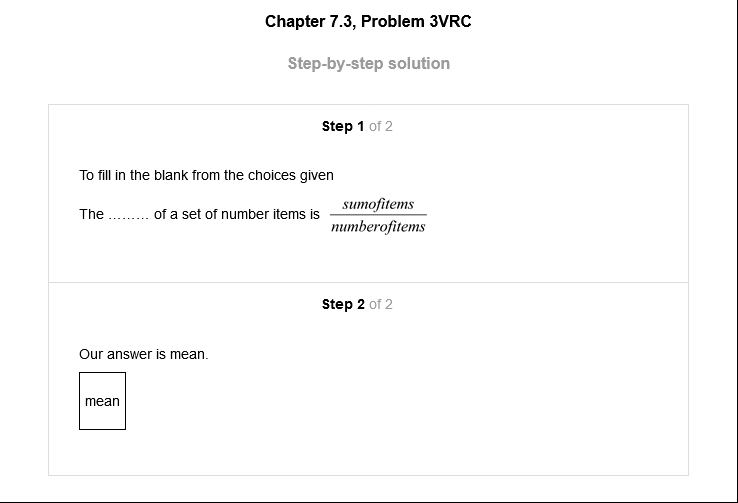 Chapter 7.3, Problem 3VRC
Step-by-step solution
Step 1 of 2
To fill in the blank from the choices given
The ......... of a set of number items is sumofitems
numberofitems
Step 2 of 2
Our answer is mean.
mean